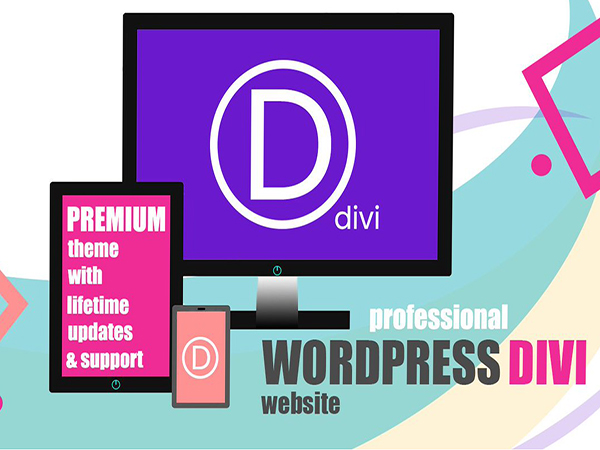 D
divi
PREMIUM
theme
with
lifetime
updates
& support
D
professional
WORDPRESS DIVI
website